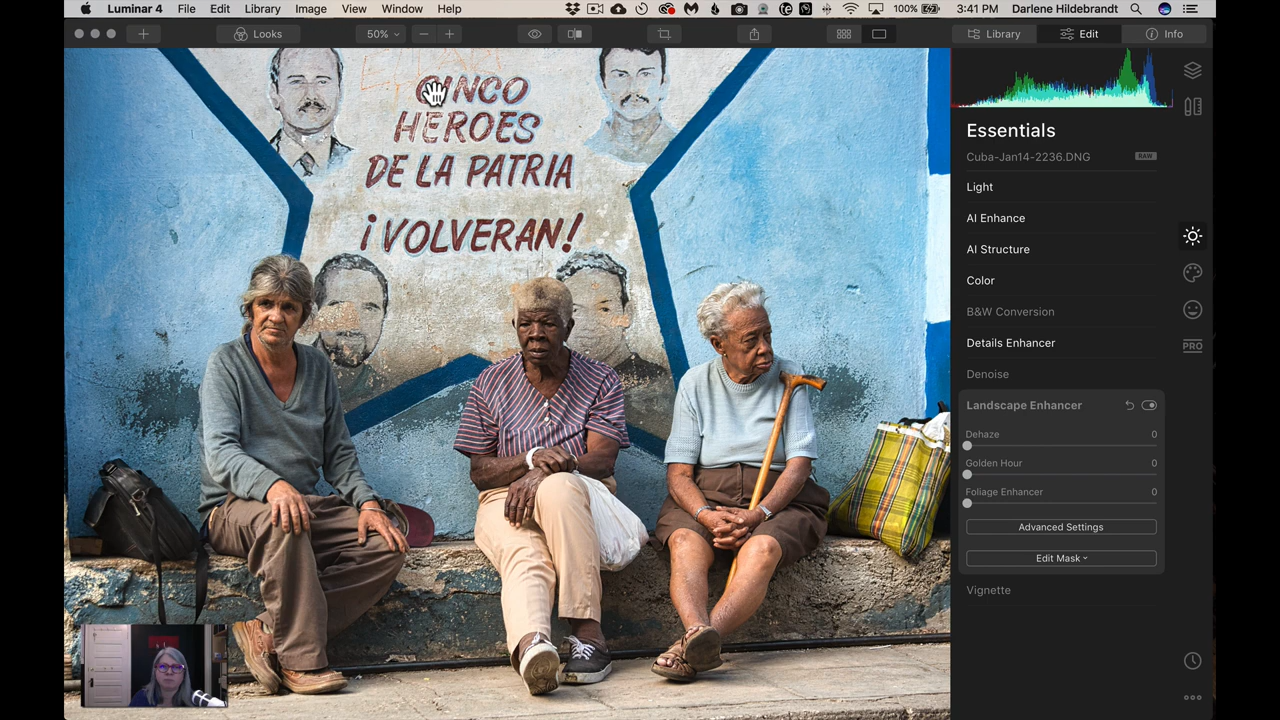 Luminar 4 File Edit Library Image View Window Help 100% 3:41 PM Darlene Hildebrandt
Looks 50% Library Edit Info
CINCO
HEROES
DE LA PATRIA
¡VOLVERAN!
Essentials
Cuba-Jan14-2236.DNG RAW
Light
AI Enhance
AI Structure
Color
B&W Conversion
Details Enhancer
Denoise
Landscape Enhancer
Dehaze 0
Golden Hour 0
Foliage Enhancer 0
Advanced Settings
Edit Mask
Vignette
PRO